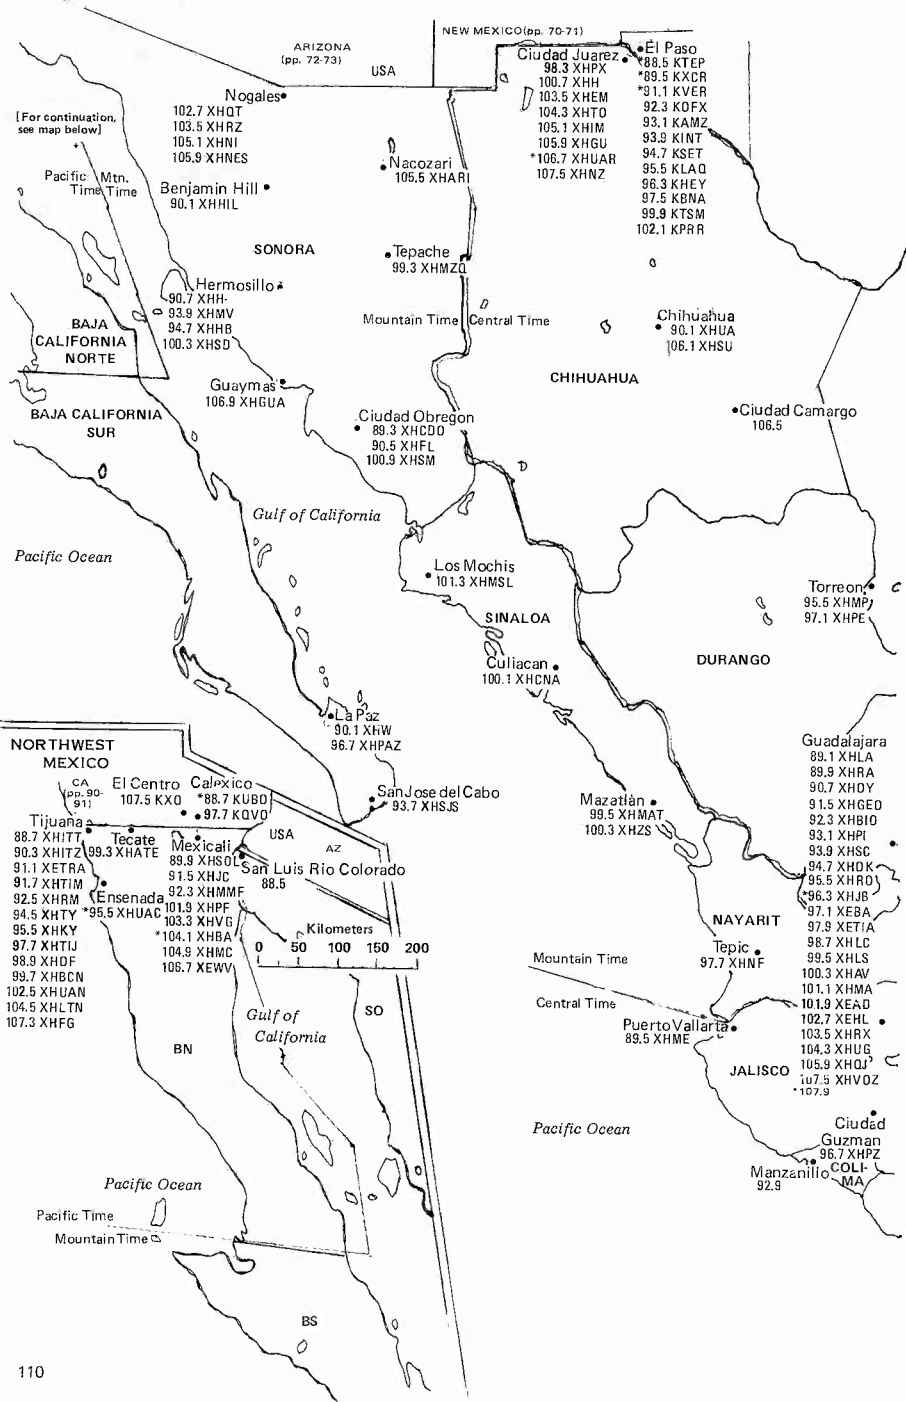 NEW MEXICO(pp. 70-71)
ARIZONA
(pp. 72-73)
USA
Ciudad Juarez
98.3 XHPX
100.7 XHH
103.5 XHEM
104.3 XHTO
105.1 XHIM
105.9 XHGU
*106.7 XHUAR
107.5 XHNZ
El Paso
*88.5 KTEP
*89.5 KXCR
*91.1 KVER
92.3 KOFX
93.1 KAMZ
93.9 KINT
94.7 KSET
95.5 KLAQ
96.3 KHEY
97.5 KBNA
99.9 KTSM
102.1 KPRR
Nogales
102.7 XHQT
103.5 XHRZ
105.1 XHNI
105.9 XHNES
[For continuation,
see map below]
Pacific Mtn.
Time Time
Nacozari
105.5 XHARI
Benjamin Hill
90.1 XHHIL
SONORA
Tepache
99.3 XHMZQ
Hermosillo
90.7 XHH-
93.9 XHMV
94.7 XHHB
100.3 XHSD
Mountain Time Central Time
Chihuahua
90.1 XHUA
106.1 XHSU
BAJA
CALIFORNIA
NORTE
CHIHUAHUA
Guaymas
106.9 XHGUA
BAJA CALIFORNIA
SUR
Ciudad Obregon
89.3 XHCDO
90.5 XHFL
100.9 XHSM
Ciudad Camargo
106.5
Gulf of California
Pacific Ocean
Los Mochis
101.3 XHMSL
Torreon
95.5 XHMP
97.1 XHPE
SINALOA
DURANGO
Culiacan
100.1 XHCNA
La Paz
90.1 XHW
96.7 XHPAZ
San Jose del Cabo
93.7 XHSJS
Mazatlàn
99.5 XHMAT
100.3 XHZS
Guadalajara
89.1 XHLA
89.9 XHRA
90.7 XHOY
91.5 XHGEO
92.3 XHBIO
93.1 XHPI
93.9 XHSC
94.7 XHOK
95.5 XHRO
*96.3 XHJB
97.1 XEBA
97.9 XETIA
98.7 XHLC
99.5 XHLS
100.3 XHAV
101.1 XHMA
101.9 XEAD
102.7 XEHL
103.5 XHRX
104.3 XHUG
105.9 XHQJ
107.5 XHVOZ
*107.9
NAYARIT
Tepic
97.7 XHNF
Mountain Time
Central Time
Puerto Vallarta
89.5 XHME
JALISCO
Pacific Ocean
Ciudad
Guzman
96.7 XHPZ
Manzanillo
92.9
COLI-
MA
NORTHWEST
MEXICO
CA
(pp. 90-
91)
El Centro
107.5 KXO
Calexico
*88.7 KUBO
97.7 KQVO
USA
AZ
Tijuana
88.7 XHITT
90.3 XHITZ
91.1 XETRA
91.7 XHTIM
92.5 XHRM
94.5 XHTY
95.5 XHKY
97.7 XHTIJ
98.9 XHOF
99.7 XHBCN
102.5 XHUAN
104.5 XHLTN
107.3 XHFG
Tecate
99.3 XHATE
Mexicali
89.9 XHSOL
91.5 XHJC
92.3 XHMMF
101.9 XHPF
103.3 XHVG
*104.1 XHBA
104.9 XHMC
106.7 XEWV
San Luis Rio Colorado
88.5
Ensenada
*95.5 XHUAC
Kilometers
0 50 100 150 200
Gulf of
California
SO
BN
Pacific Ocean
Pacific Time
Mountain Time
BS
110